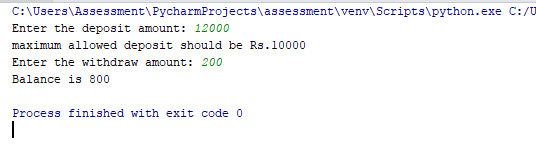 C:\Users\Assessment\PycharmProjects\assessment\venv\Scripts\python.exe C:/U
Enter the deposit amount: 12000
maximum allowed deposit should be Rs.10000
Enter the withdraw amount: 200
Balance is 800
Process finished with exit code 0